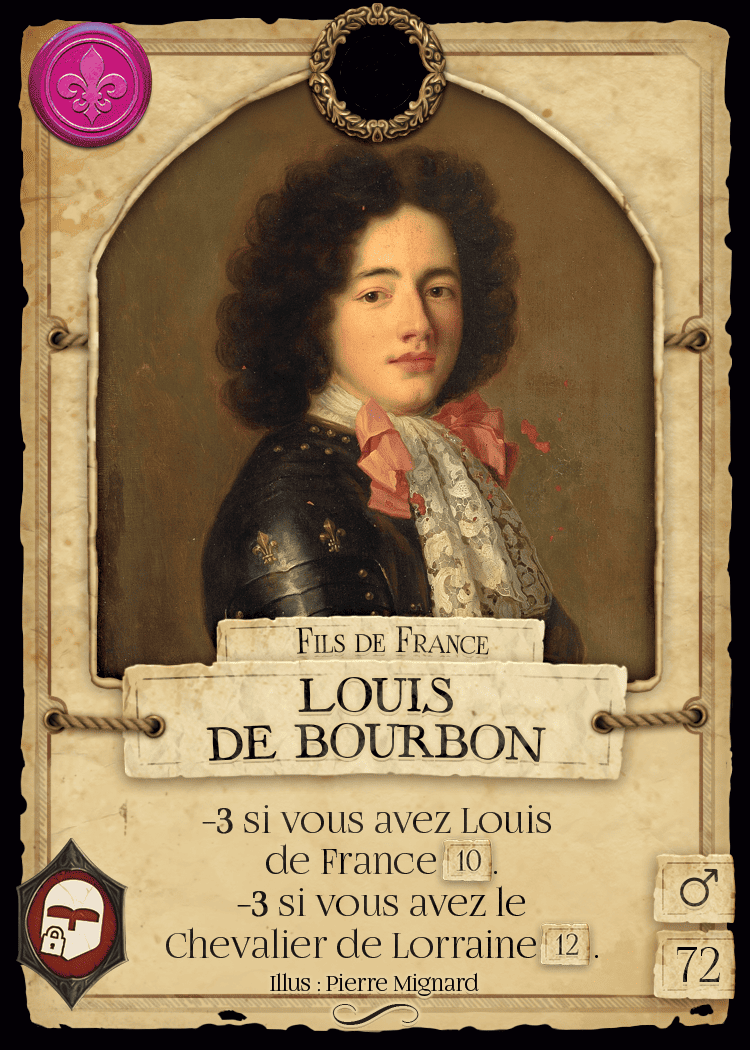 Fils de France
LOUIS
DE BOURBON
-3 si vous avez Louis
de France 10.
-3 si vous avez le
Chevalier de Lorraine 12.
Illus : Pierre Mignard
♂
72